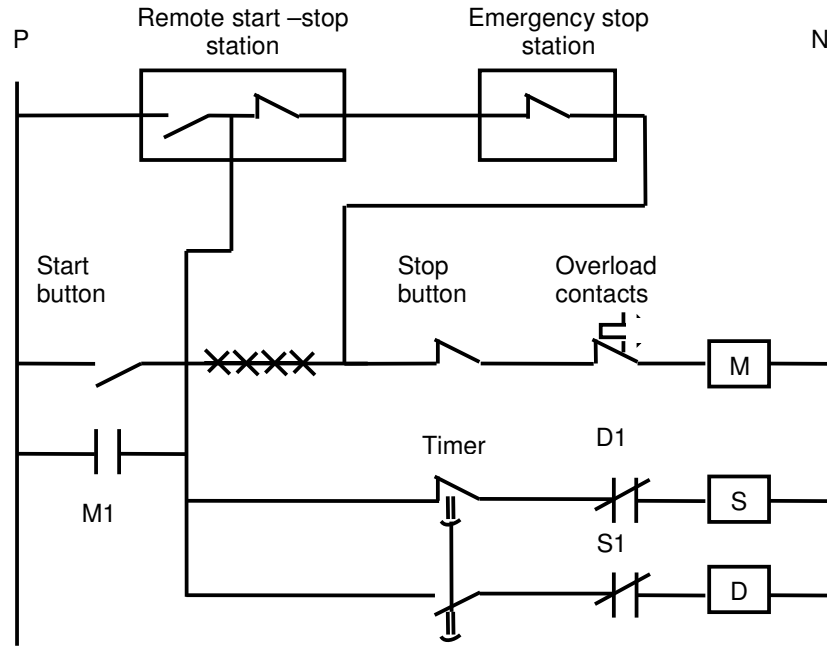 Remote start –stop
station
Emergency stop
station
P
N
Start
button
Stop
button
Overload
contacts
M
M1
Timer
D1
S
S1
D